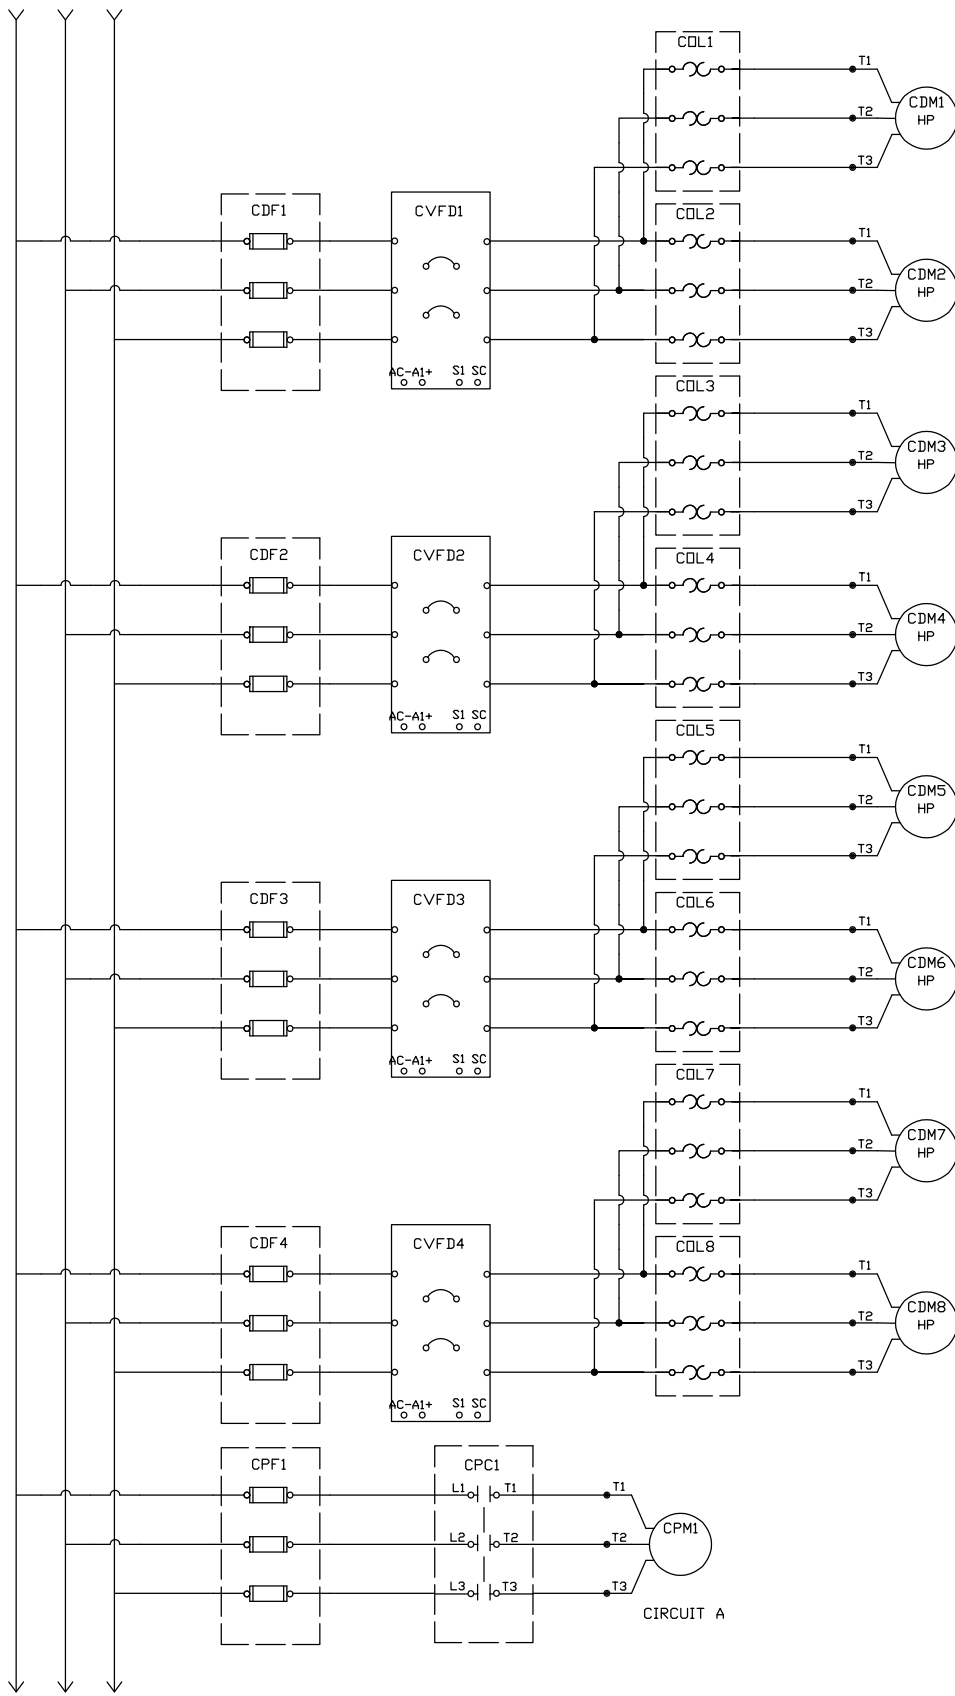 COL1
T1
CDM1
HP
T2
T3
CDF1
CVFD1
COL2
T1
CDM2
HP
T2
T3
AC-A1+ S1 SC
COL3
T1
CDM3
HP
T2
T3
CDF2
CVFD2
COL4
T1
CDM4
HP
T2
T3
AC-A1+ S1 SC
COL5
T1
CDM5
HP
T2
T3
CDF3
CVFD3
COL6
T1
CDM6
HP
T2
T3
AC-A1+ S1 SC
COL7
T1
CDM7
HP
T2
T3
CDF4
CVFD4
COL8
T1
CDM8
HP
T2
T3
AC-A1+ S1 SC
CPF1
CPC1
L1 T1 T1
CPM1
L2 T2 T2
L3 T3 T3
CIRCUIT A